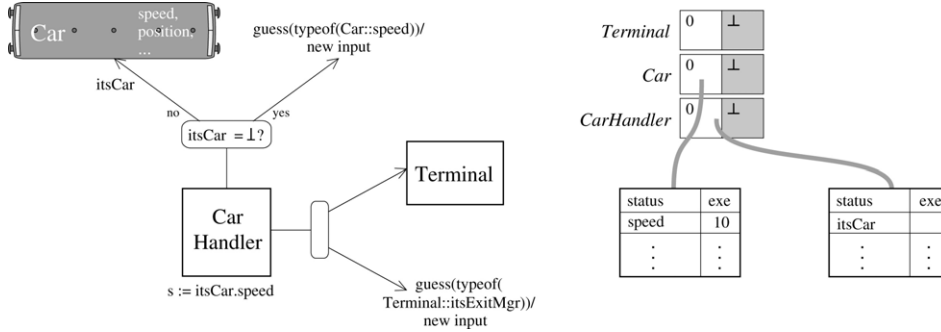 Car
speed,
position,
...
guess(typeof(Car::speed))/
new input
itsCar
no
yes
itsCar = ⊥?
Terminal
Car
Handler
s := itsCar.speed
guess(typeof(
Terminal::itsExitMgr))/
new input
Terminal 0 ⊥
Car 0 ⊥
CarHandler 0 ⊥
status exe
speed 10
status exe
itsCar